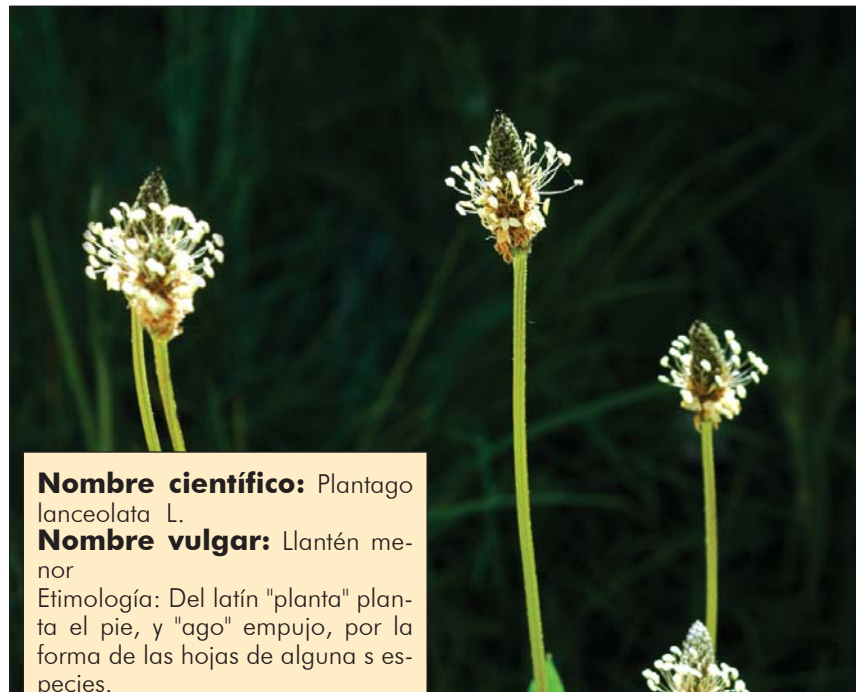 Nombre científico: Plantago
lanceolata L.
Nombre vulgar: Llantén me-
nor
Etimología: Del latín "planta" plan-
ta el pie, y "ago" empujo, por la
forma de las hojas de alguna s es-
pecies.